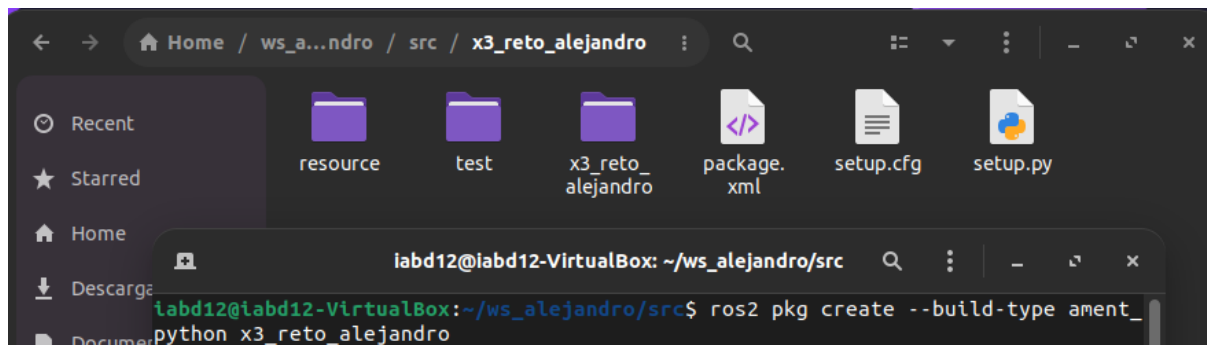 Home / ws_a...ndro / src / x3_reto_alejandro
Recent
Starred
Home
Descarga
Documen
resource
test
x3_reto_
alejandro
package.
xml
setup.cfg
setup.py
iabd12@iabd12-VirtualBox: ~/ws_alejandro/src
iabd12@iabd12-VirtualBox:~/ws_alejandro/src$ ros2 pkg create --build-type ament_
python x3_reto_alejandro